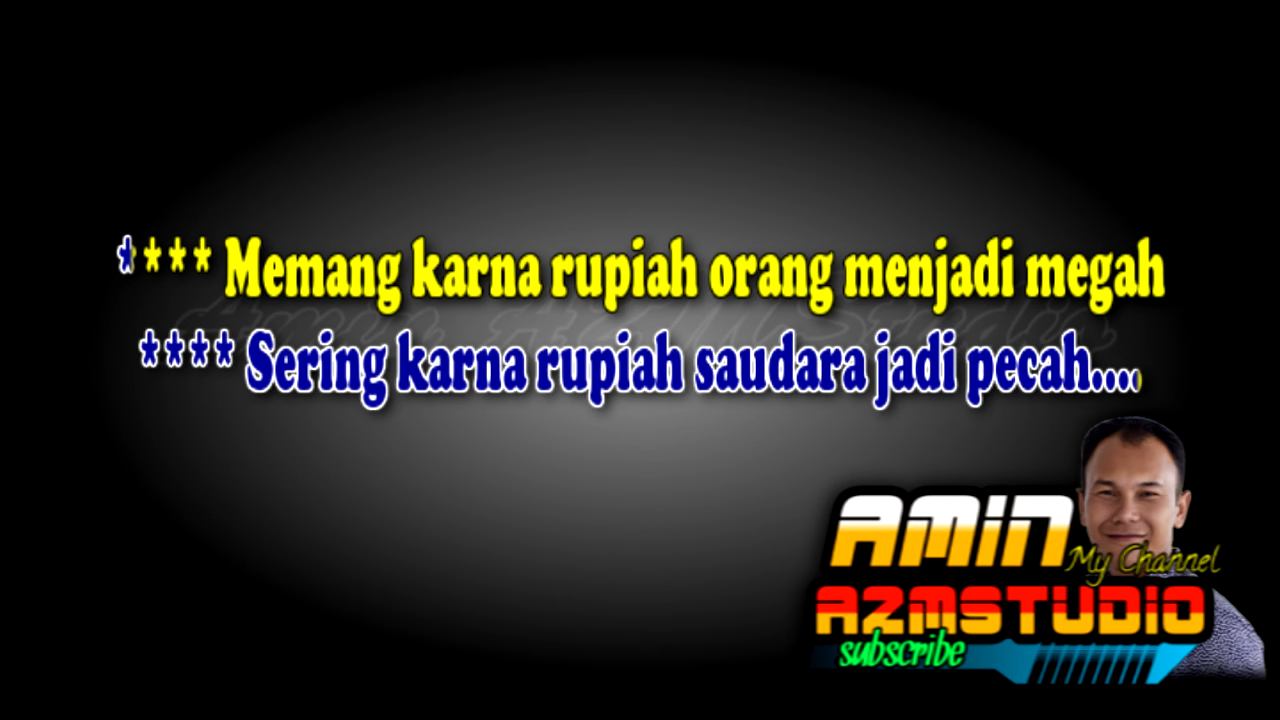 **** Memang karna rupiah orang menjadi megah
**** Sering karna rupiah saudara jadi pecah....
AMIN
My Channel
AZMSTUDIO
subscribe